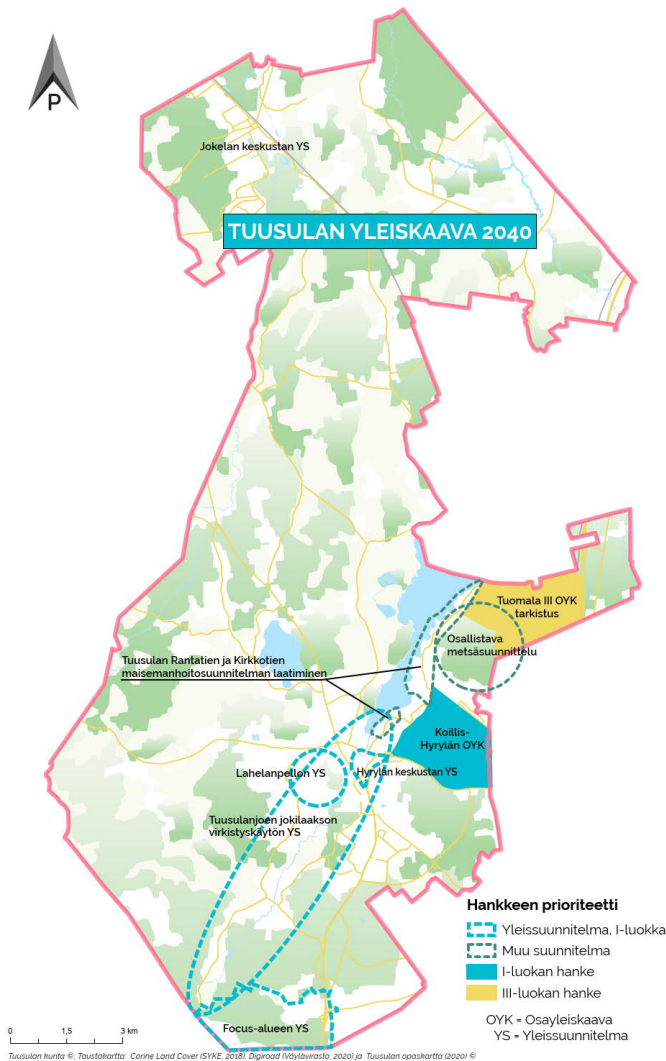 P
Jokelan keskustan YS
TUUSULAN YLEISKAAVA 2040
Tuomala III OYK
tarkistus
Osallistava
metsäsuunnittelu
Tuusulan Rantatien ja Kirkkotien
maisemanhoitosuunnitelman laatiminen
Koillis-
Hyrylän OYK
Lahelanpellon YS
Hyrylän keskustan YS
Tuusulanjoen jokilaakson
virkistyskäytön YS
Focus-alueen YS
Hankkeen prioriteetti
Yleissuunnitelma, I-luokka
Muu suunnitelma
I-luokan hanke
III-luokan hanke
OYK = Osayleiskaava
YS = Yleissuunnitelma
0 1,5 3 km
Tuusulan kunta ©, Taustakartta: Corine Land Cover (SYKE, 2018), Digiroad (Väylävirasto, 2020) ja Tuusulan opaskartta (2020) ©